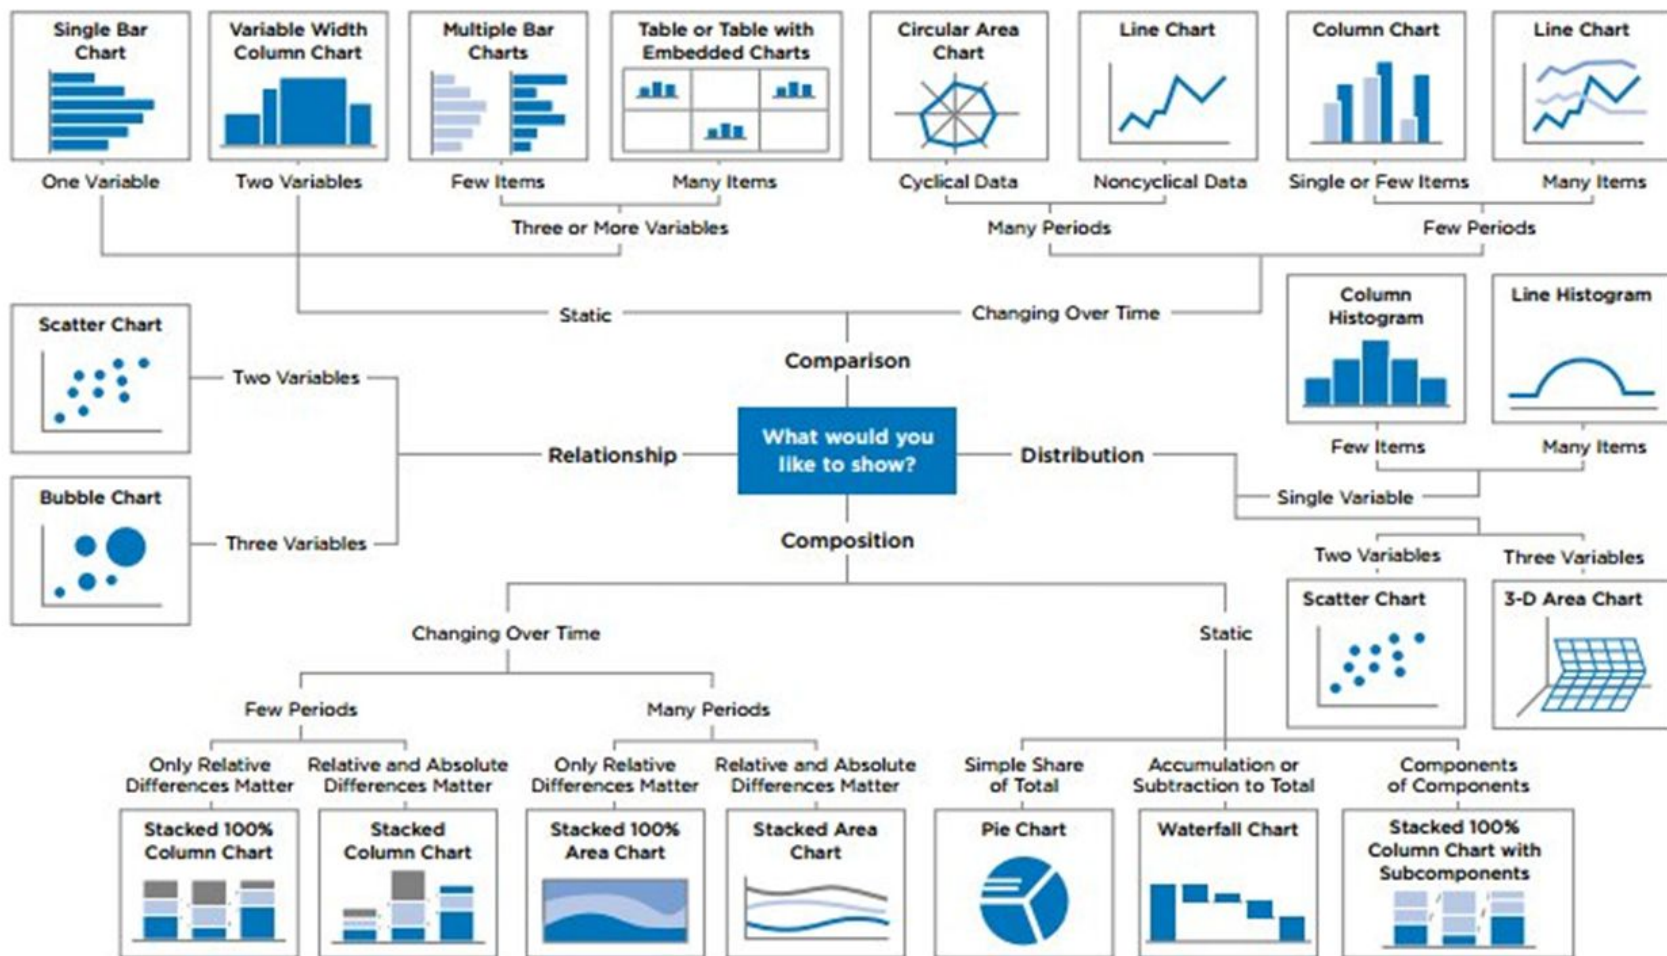 Single Bar
Chart
Variable Width
Column Chart
Multiple Bar
Charts
Table or Table with
Embedded Charts
Circular Area
Chart
Line Chart
Column Chart
Line Chart
One Variable
Two Variables
Few Items
Many Items
Cyclical Data
Noncyclical Data
Single or Few Items
Many Items
Three or More Variables
Many Periods
Few Periods
Static
Changing Over Time
Comparison
Column
Histogram
Line Histogram
Few Items
Many Items
Scatter Chart
Two Variables
Relationship
What would you
like to show?
Distribution
Single Variable
Bubble Chart
Three Variables
Composition
Two Variables
Three Variables
Scatter Chart
3-D Area Chart
Changing Over Time
Static
Few Periods
Many Periods
Only Relative
Differences Matter
Relative and Absolute
Differences Matter
Only Relative
Differences Matter
Relative and Absolute
Differences Matter
Simple Share
of Total
Accumulation or
Subtraction to Total
Components
of Components
Stacked 100%
Column Chart
Stacked
Column Chart
Stacked 100%
Area Chart
Stacked Area
Chart
Pie Chart
Waterfall Chart
Stacked 100%
Column Chart with
Subcomponents